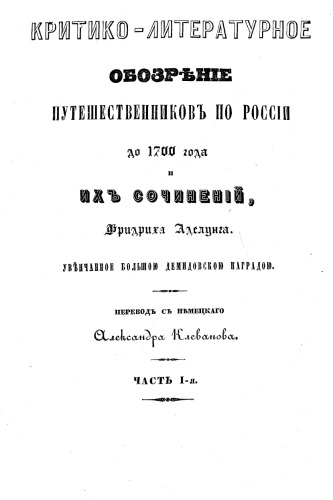 КРИТИКО-ЛИТЕРАТУРНОЕ
ОБОЗРѢНІЕ
ПУТЕШЕСТВЕННИКОВЪ ПО РОССІИ
до 1700 года
и
ИХЪ СОЧИНЕНІЙ,
Фридриха Аделунга.
УВѢНЧАННОЕ БОЛЬШОЮ ДЕМИДОВСКОЮ НАГРАДОЮ.
ПЕРЕВОДЪ СЪ НѢМЕЦКАГО
Александра Клеванова.
ЧАСТЬ I-я.